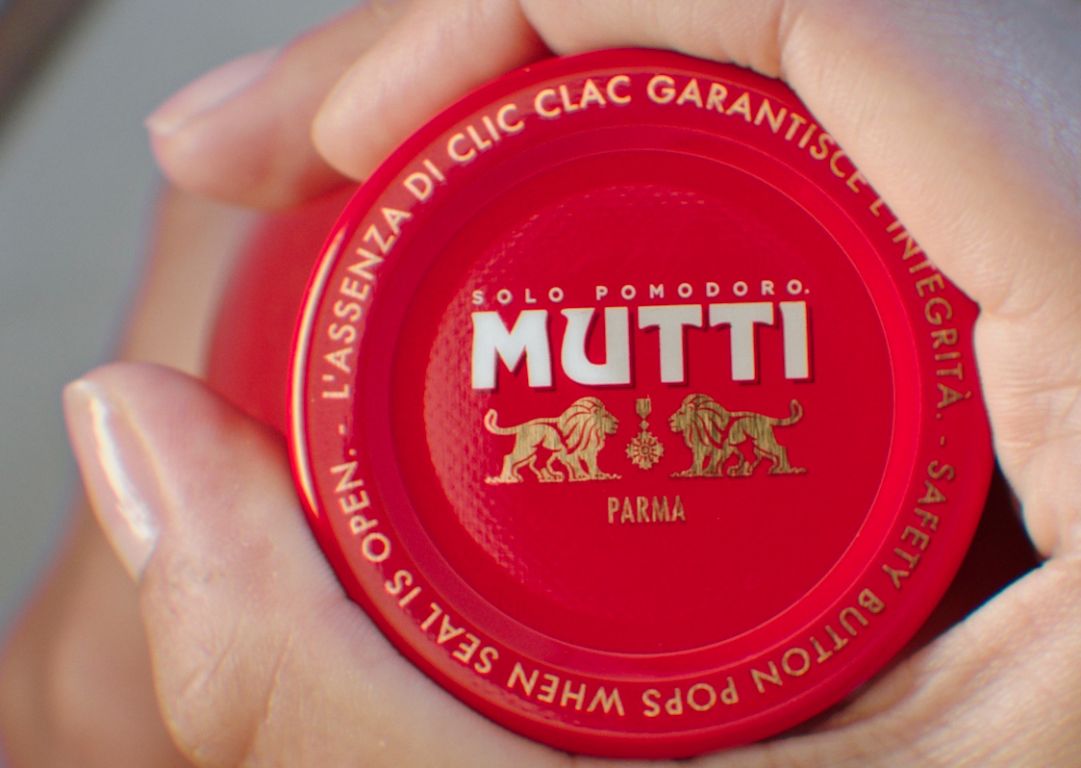 SOLO POMODORO.
MUTTI
PARMA
L'ASSENZA DI CLIC CLAC GARANTISCE L'INTEGRITÀ. - SAFETY BUTTON POPS WHEN SEAL IS OPEN. -